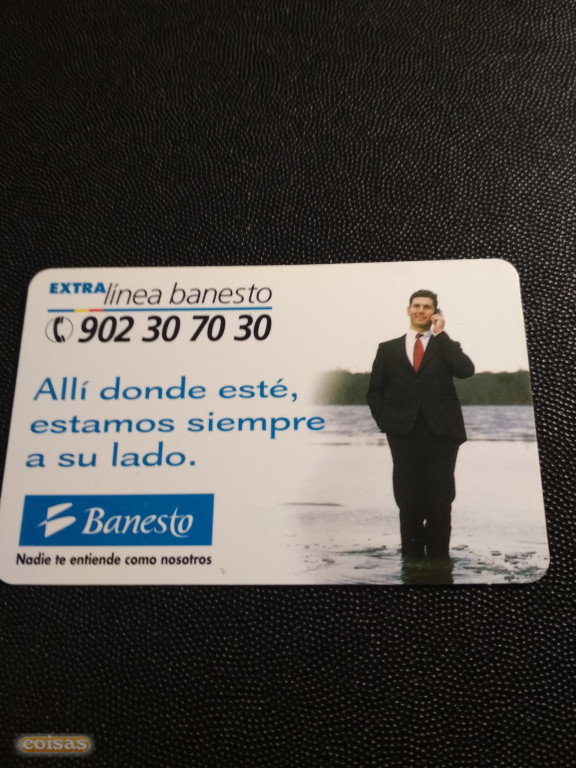 EXTRA línea banesto
902 30 70 30
Allí donde esté,
estamos siempre
a su lado.
Banesto
Nadie te entiende como nosotros
coisas